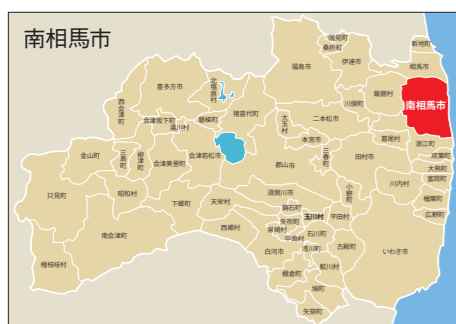 南相馬市
国見町
桑折町
新地町
伊達市
相馬市
福島市
喜多方市
北塩原村
飯舘村
南相馬市
川俣町
西会津町
猪苗代町
会津坂下町
磐梯町
湯川村
大玉村
二本松市
本宮市
葛尾村
浪江町
双葉町
金山町
三島町
柳津町
会津美里町
会津若松市
三春町
田村市
大熊町
郡山市
富岡町
只見町
昭和村
川内村
楢葉町
下郷町
天栄村
須賀川市
小野町
広野町
鏡石町
玉川村
平田村
矢吹町
南会津町
西郷村
泉崎村
石川町
中島村
古殿町
いわき市
白河市
浅川町
檜枝岐村
鮫川村
棚倉町
塙町
矢祭町